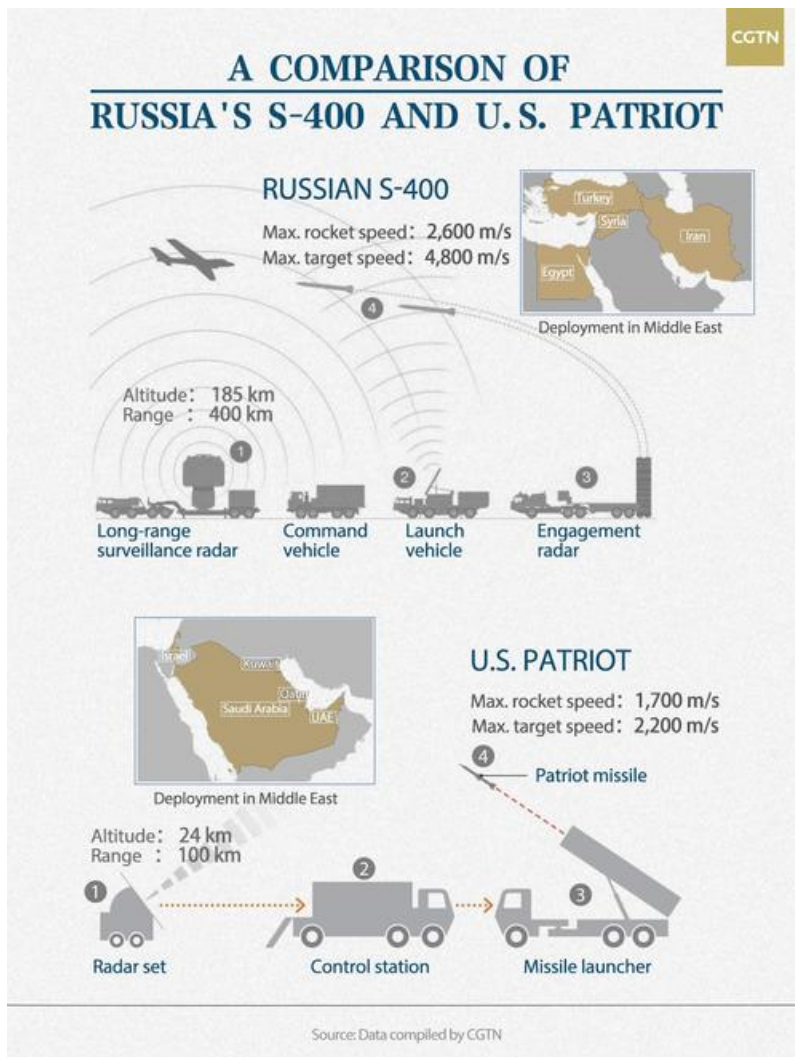 CGTN
A COMPARISON OF
RUSSIA'S S-400 AND U.S. PATRIOT
RUSSIAN S-400
Max. rocket speed: 2,600 m/s
Max. target speed: 4,800 m/s
Turkey
Syria
Iran
Egypt
Deployment in Middle East
4
Altitude: 185 km
Range : 400 km
1
2
3
Long-range
surveillance radar
Command
vehicle
Launch
vehicle
Engagement
radar
Israel
Kuwait
Qatar
Saudi Arabia
UAE
Deployment in Middle East
U.S. PATRIOT
Max. rocket speed: 1,700 m/s
Max. target speed: 2,200 m/s
4
Patriot missile
Altitude: 24 km
Range : 100 km
1
2
3
Radar set
Control station
Missile launcher
Source: Data compiled by CGTN